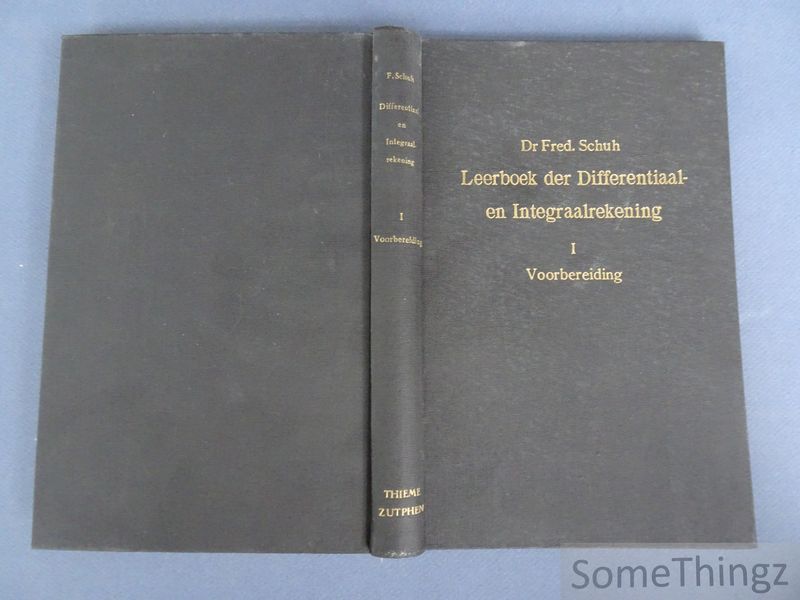 F. Schuh
Differentiaal
en
Integraal
rekening
I
Voorbereiding
THIEME
ZUTPHEN
Dr Fred. Schuh
Leerboek der Differentiaal-
en Integraalrekening
I
Voorbereiding
SomeThingz